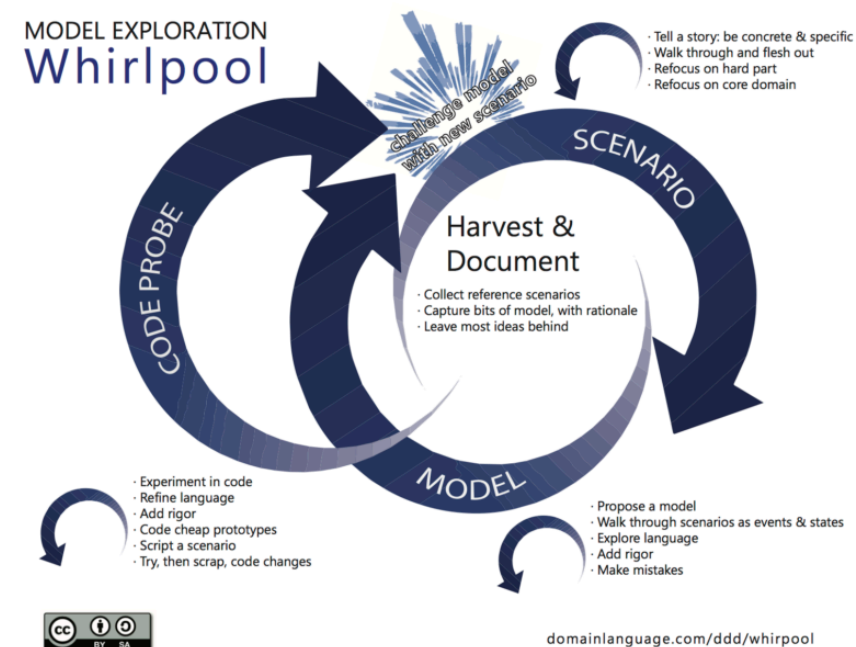 MODEL EXPLORATION
Whirlpool
challenge model
with new scenario
· Tell a story: be concrete & specific
· Walk through and flesh out
· Refocus on hard part
· Refocus on core domain
SCENARIO
CODE PROBE
Harvest &
Document
· Collect reference scenarios
· Capture bits of model, with rationale
· Leave most ideas behind
MODEL
· Experiment in code
· Refine language
· Add rigor
· Code cheap prototypes
· Script a scenario
· Try, then scrap, code changes
· Propose a model
· Walk through scenarios as events & states
· Explore language
· Add rigor
· Make mistakes
cc
BY SA
domainlanguage.com/ddd/whirpool